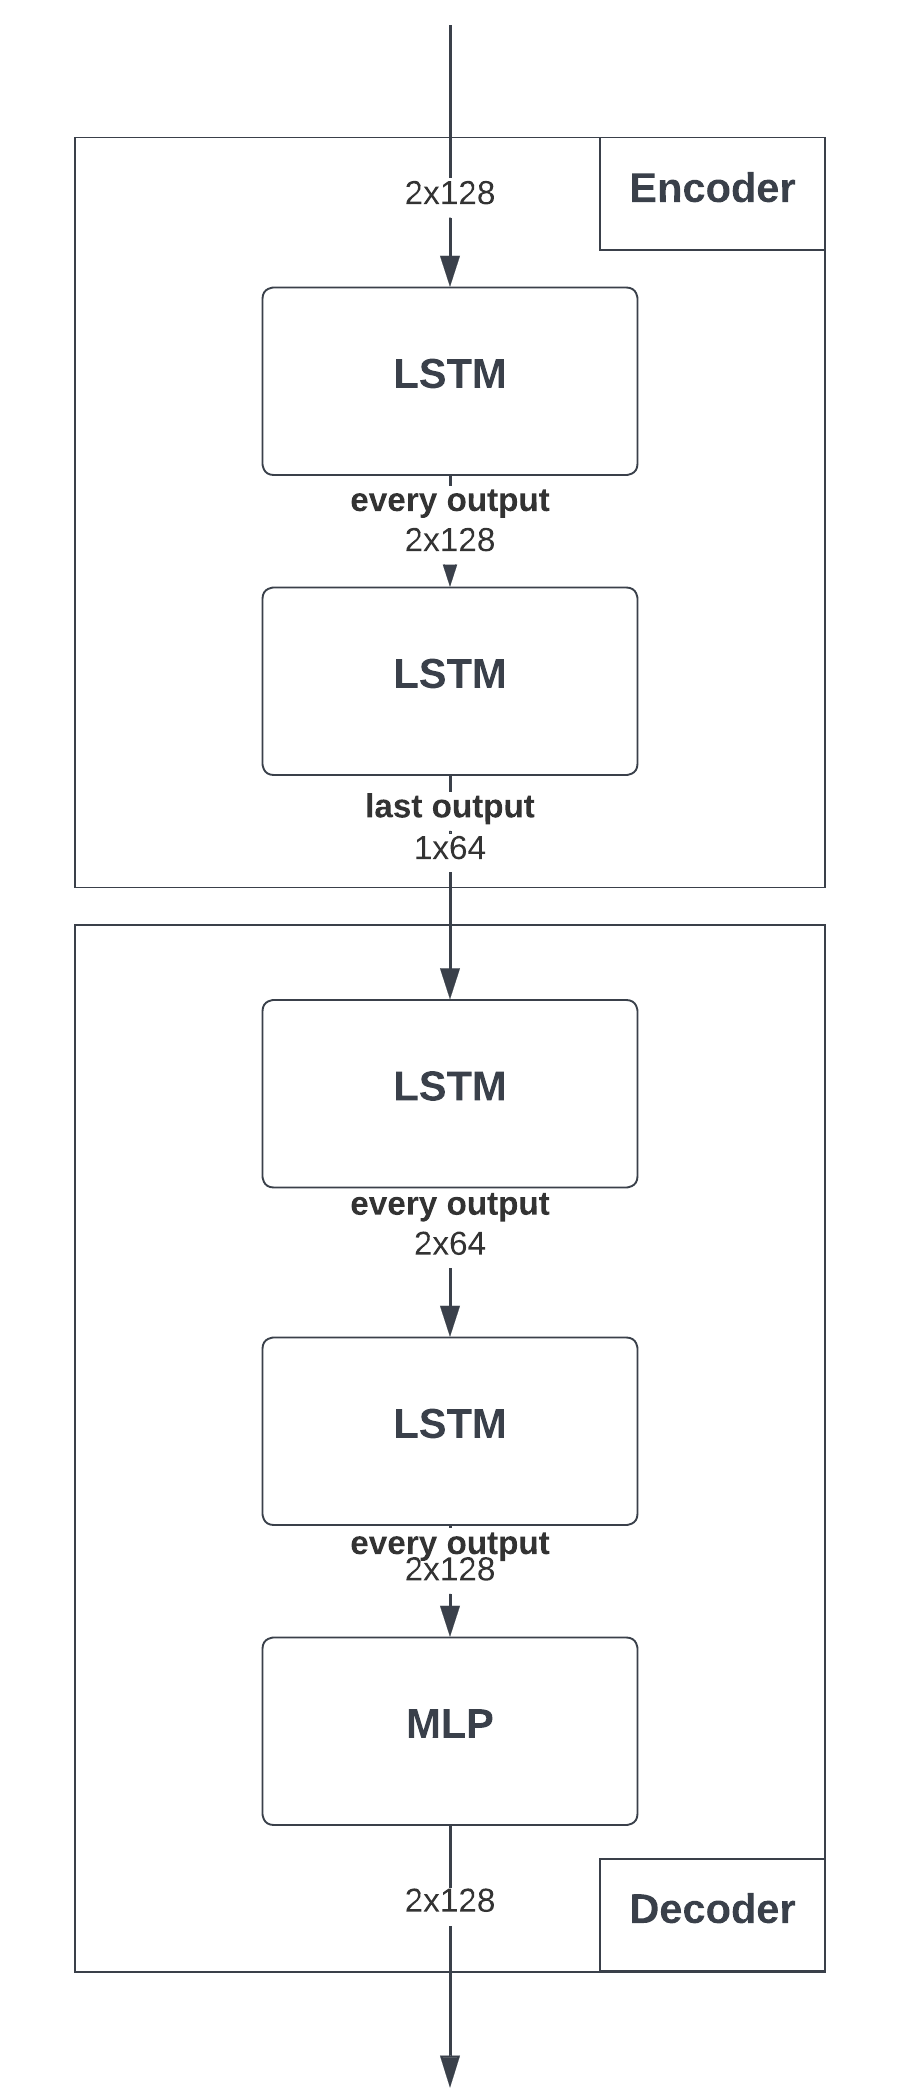 Encoder
2x128
LSTM
every output
2x128
LSTM
last output
1x64
LSTM
every output
2x64
LSTM
every output
2x128
MLP
2x128
Decoder